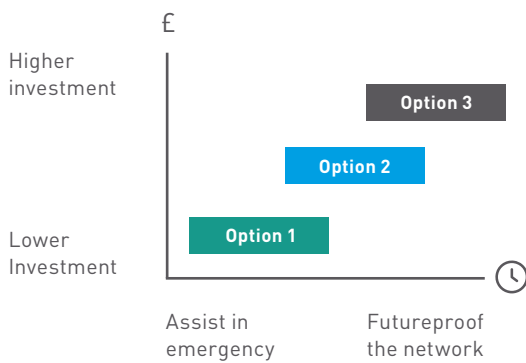 £
Higher
investment
Option 3
Option 2
Option 1
Lower
Investment
Assist in
emergency
Futureproof
the network